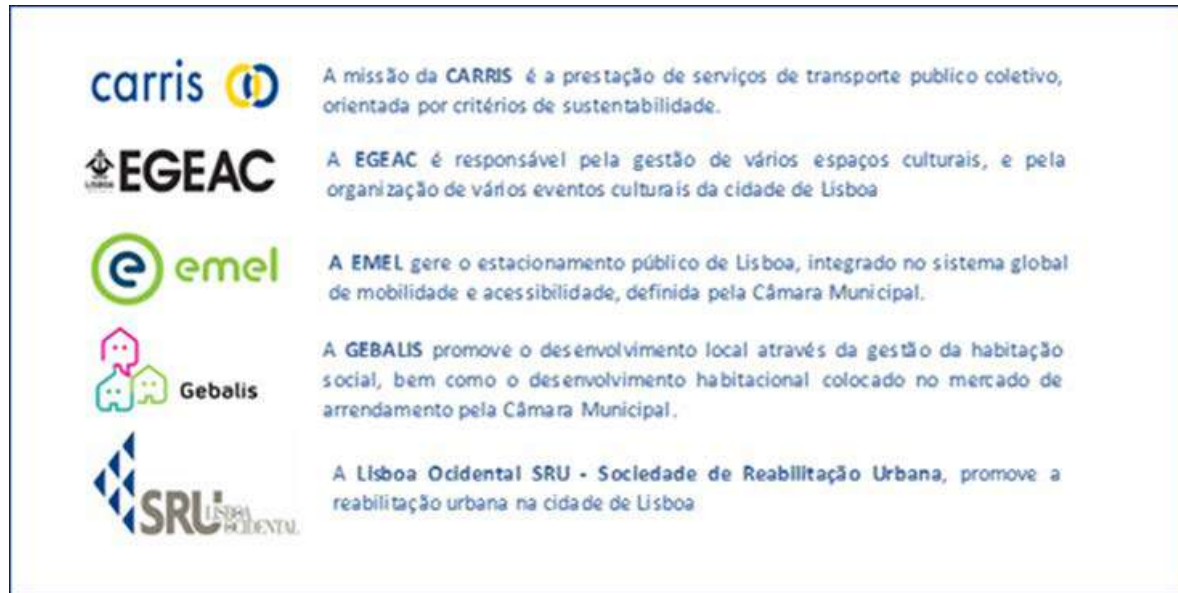 carris
A missão da CARRIS é a prestação de serviços de transporte publico coletivo,
orientada por critérios de sustentabilidade.
LISBOA
EGEAC
A EGEAC é responsável pela gestão de vários espaços culturais, e pela
organização de vários eventos culturais da cidade de Lisboa
e emel
A EMEL gere o estacionamento público de Lisboa, integrado no sistema global
de mobilidade e acessibilidade, definida pela Câmara Municipal.
Gebalis
A GEBALIS promove o desenvolvimento local através da gestão da habitação
social, bem como o desenvolvimento habitacional colocado no mercado de
arrendamento pela Câmara Municipal.
SRU LISBOA
OCIDENTAL
A Lisboa Ocidental SRU - Sociedade de Reabilitação Urbana, promove a
reabilitação urbana na cidade de Lisboa